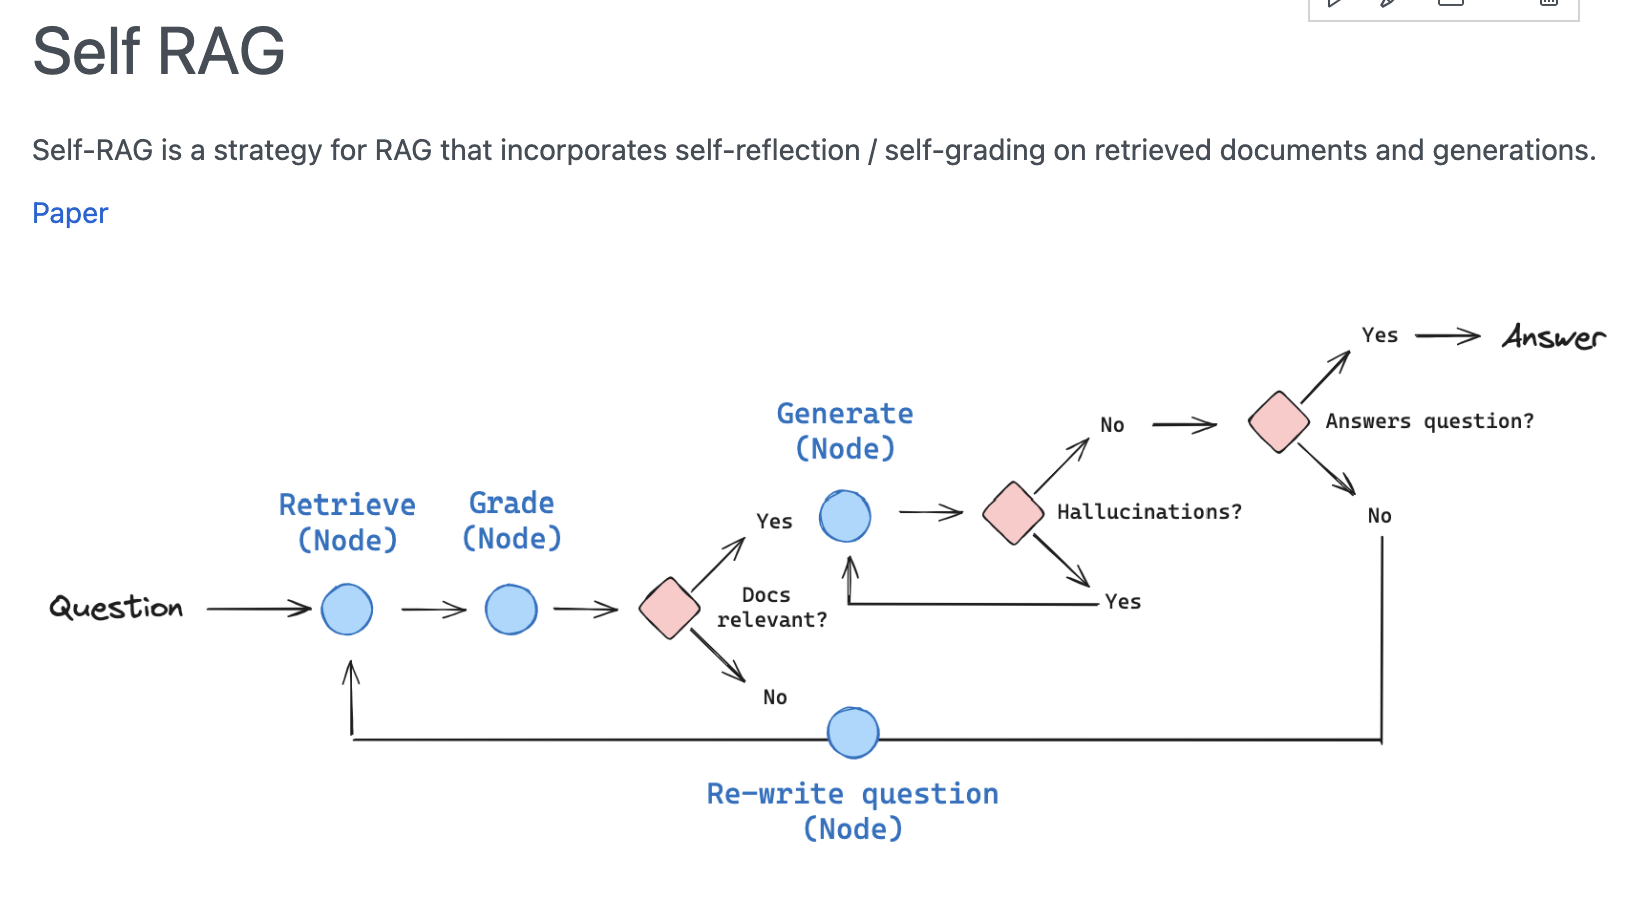 Self RAG
Self-RAG is a strategy for RAG that incorporates self-reflection / self-grading on retrieved documents and generations.
Paper
Question
Retrieve
(Node)
Grade
(Node)
Docs
relevant?
Yes
No
Generate
(Node)
Hallucinations?
No
Yes
Answers question?
Yes
Answer
No
Re-write question
(Node)